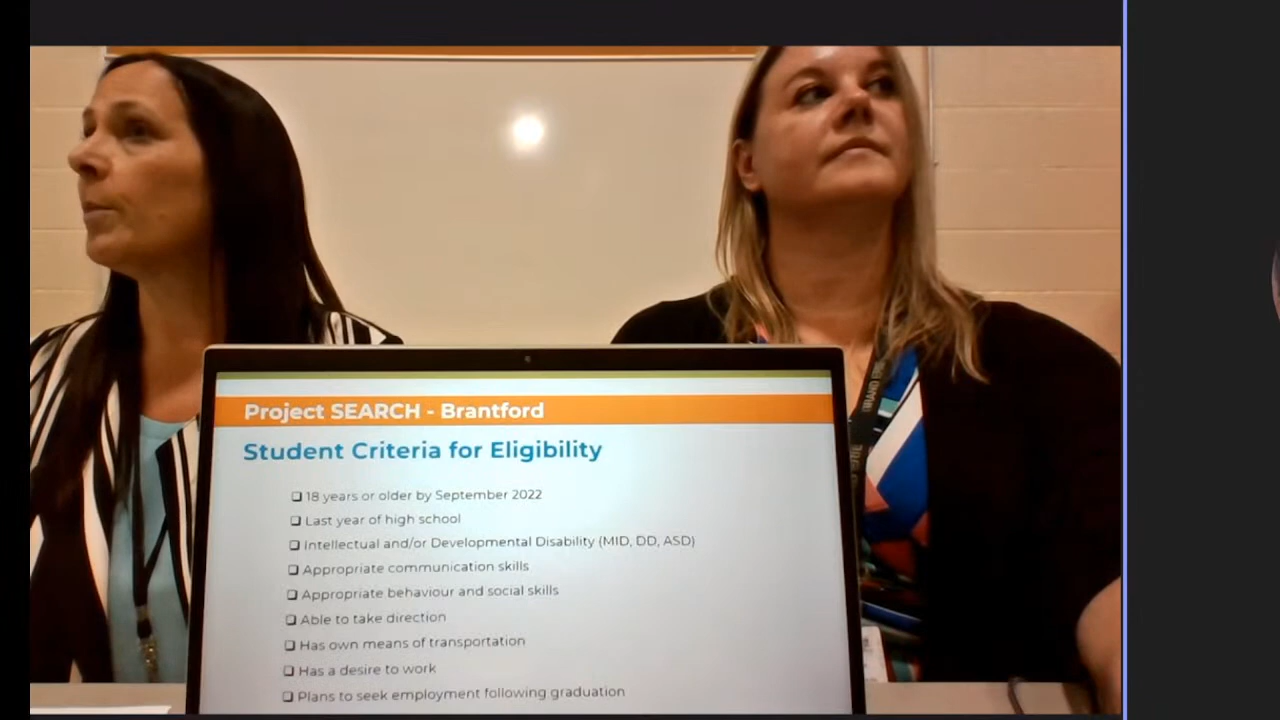 Project SEARCH - Brantford
Student Criteria for Eligibility
❑ 18 years or older by September 2022
❑ Last year of high school
❑ Intellectual and/or Developmental Disability (MID, DD, ASD)
❑ Appropriate communication skills
❑ Appropriate behaviour and social skills
❑ Able to take direction
❑ Has own means of transportation
❑ Has a desire to work
❑ Plans to seek employment following graduation